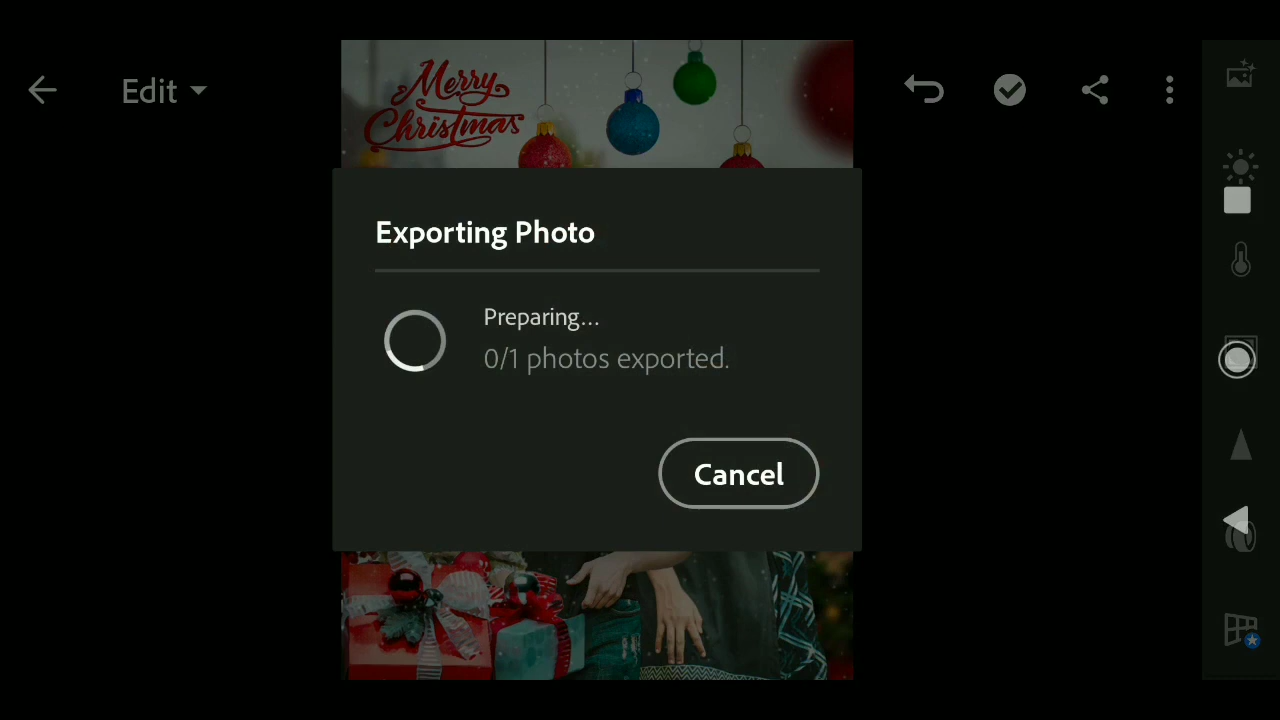 Edit
Merry
Christmas
Exporting Photo
Preparing...
0/1 photos exported.
Cancel